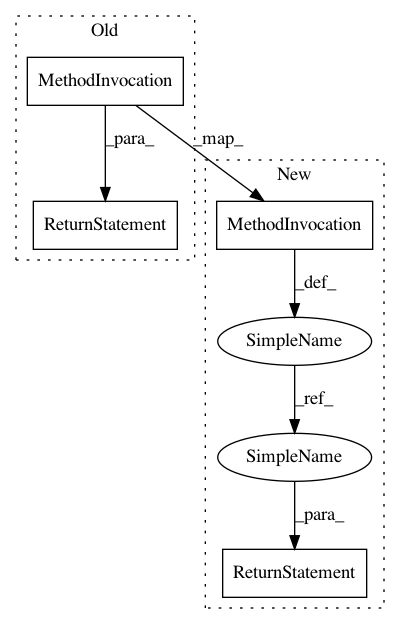 Old
MethodInvocation
_para_
_map_
ReturnStatement
New
MethodInvocation
_def_
SimpleName
_ref_
SimpleName
_para_
ReturnStatement